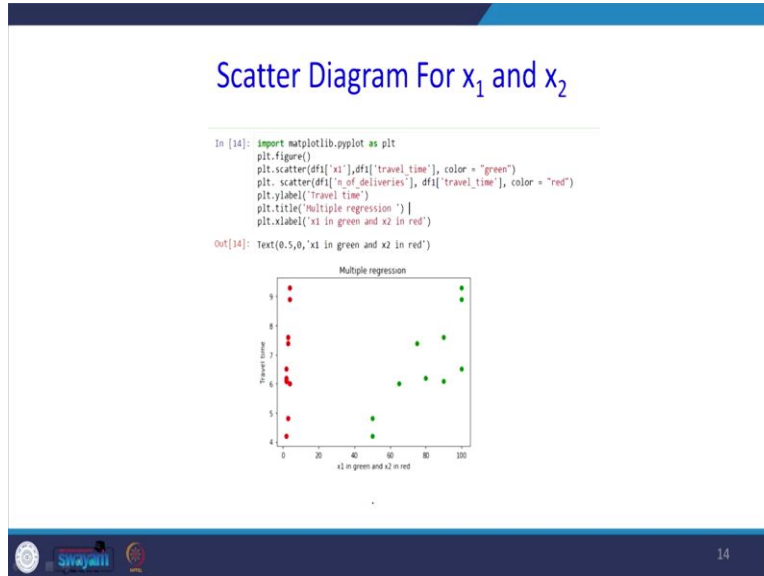 Scatter Diagram For x₁ and x₂
In [14]: import matplotlib.pyplot as plt
plt.figure()
plt.scatter(df1['x1'],df1['travel_time'], color = "green")
plt. scatter(df1['n_of_deliveries'], df1['travel_time'], color = "red")
plt.ylabel('Travel time')
plt.title('Multiple regression ')
plt.xlabel('x1 in green and x2 in red')
Out[14]: Text(0.5,0,'x1 in green and x2 in red')
Multiple regression
Travel time
9
8
7
6
5
4
0 20 40 60 80 100
x1 in green and x2 in red
swayam
14